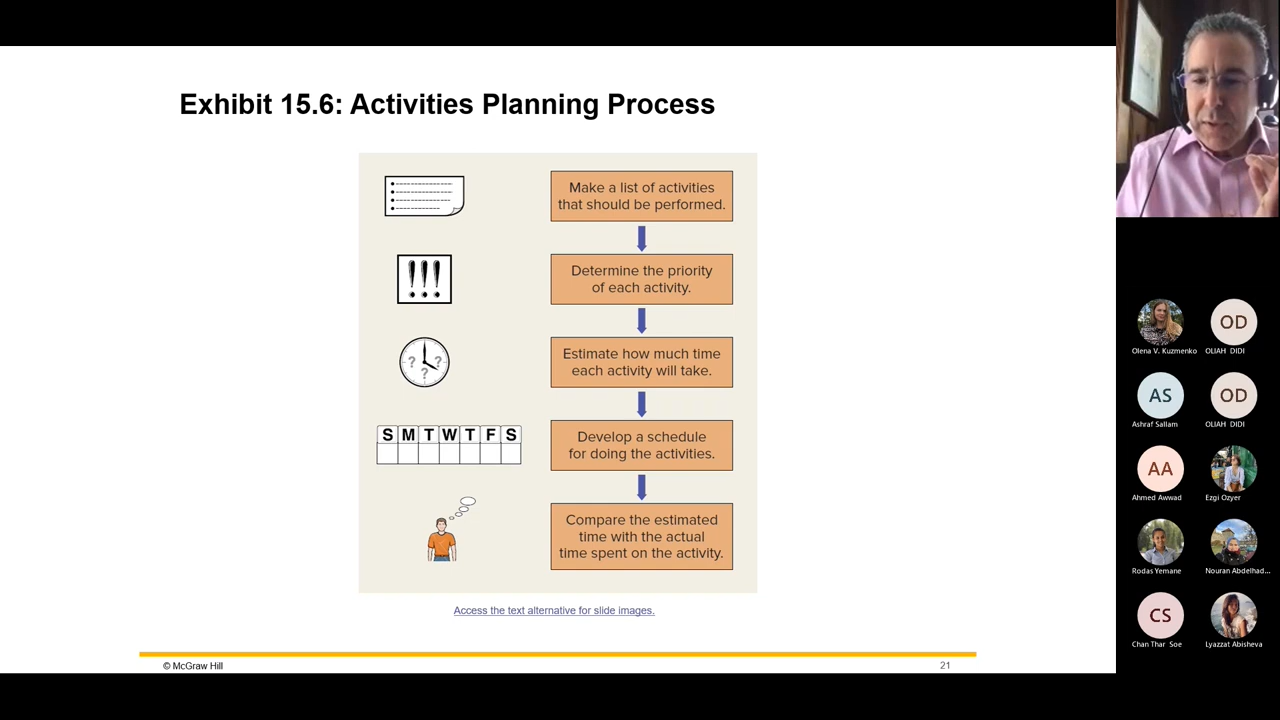 Exhibit 15.6: Activities Planning Process
Make a list of activities
that should be performed.
!!!
Determine the priority
of each activity.
? ?
?
Estimate how much time
each activity will take.
S M T W T F S
Develop a schedule
for doing the activities.
Compare the estimated
time with the actual
time spent on the activity.
Access the text alternative for slide images.
© McGraw Hill
21
Olena V. Kuzmenko
OD
OLIAH DIDI
AS
Ashraf Sallam
OD
OLIAH DIDI
AA
Ahmed Awwad
Ezgi Ozyer
Rodas Yemane
Nouran Abdelhad...
CS
Chan Thar Soe
Lyazzat Abisheva